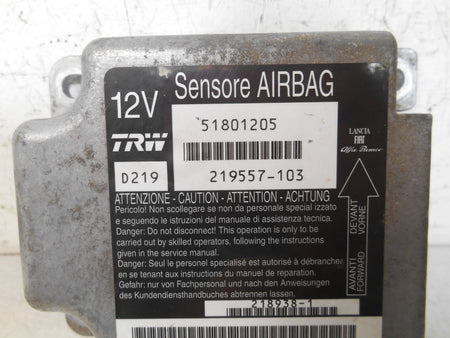 12V Sensore AIRBAG
TRW
51801205
D219
219557-103
LANCIA
FIAT
Alfa Romeo
ATTENZIONE - CAUTION - ATTENTION - ACHTUNG
Pericolo! Non scollegare se non da personale special izzato
e seguendo le istruzioni del manuale di assistenza tecnica.
Danger: Do not disconnect! This operation is only to be
carried out by skilled operators, following the instructions
given in the service manual.
Danger: Seul le personnel specialisé est autorisé à débrancher
en se tenant aux instructions du manuel de reparation.
Gefahr: nur von Fachpersonal und nach den Anweisungen
des Kundendiensthandbuches abtrennen lassen.
AVANTI DEVANT
FORWARD VORNE
218938-1